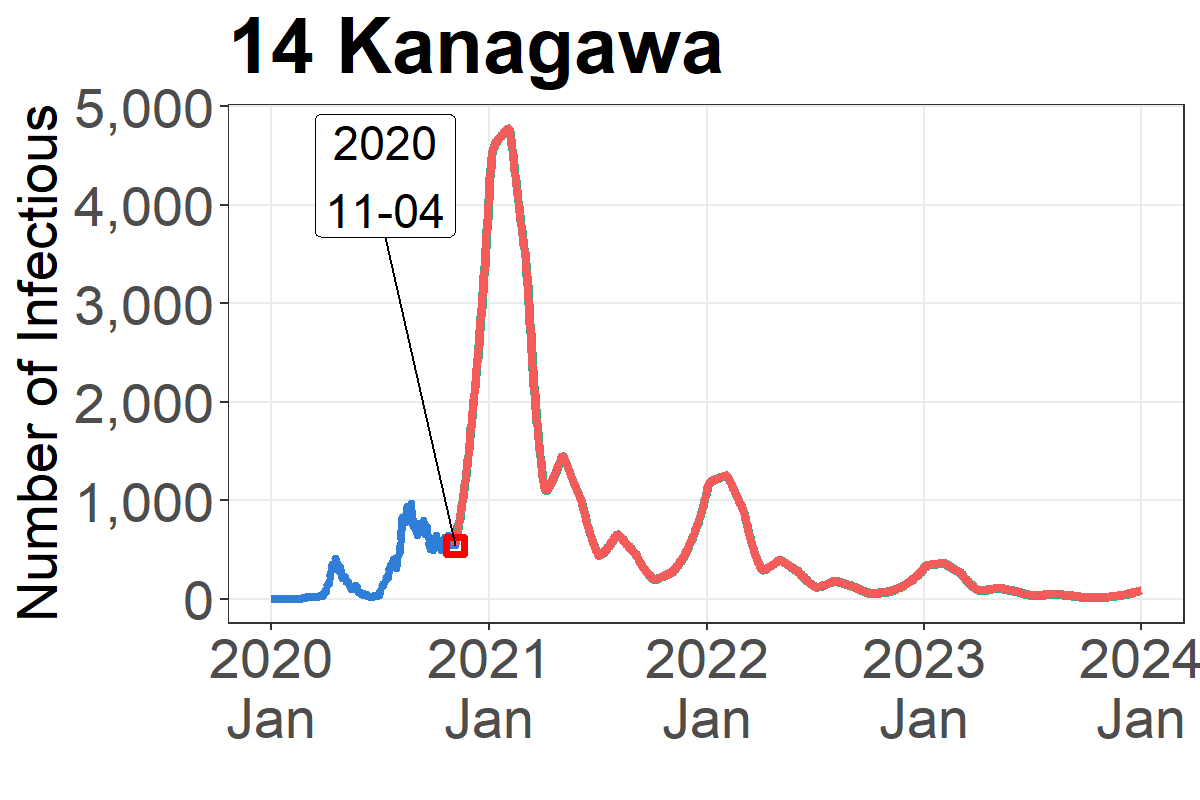 14 Kanagawa
Number of Infectious
5,000
4,000
3,000
2,000
1,000
0
2020
11-04
2020
Jan
2021
Jan
2022
Jan
2023
Jan
2024
Jan